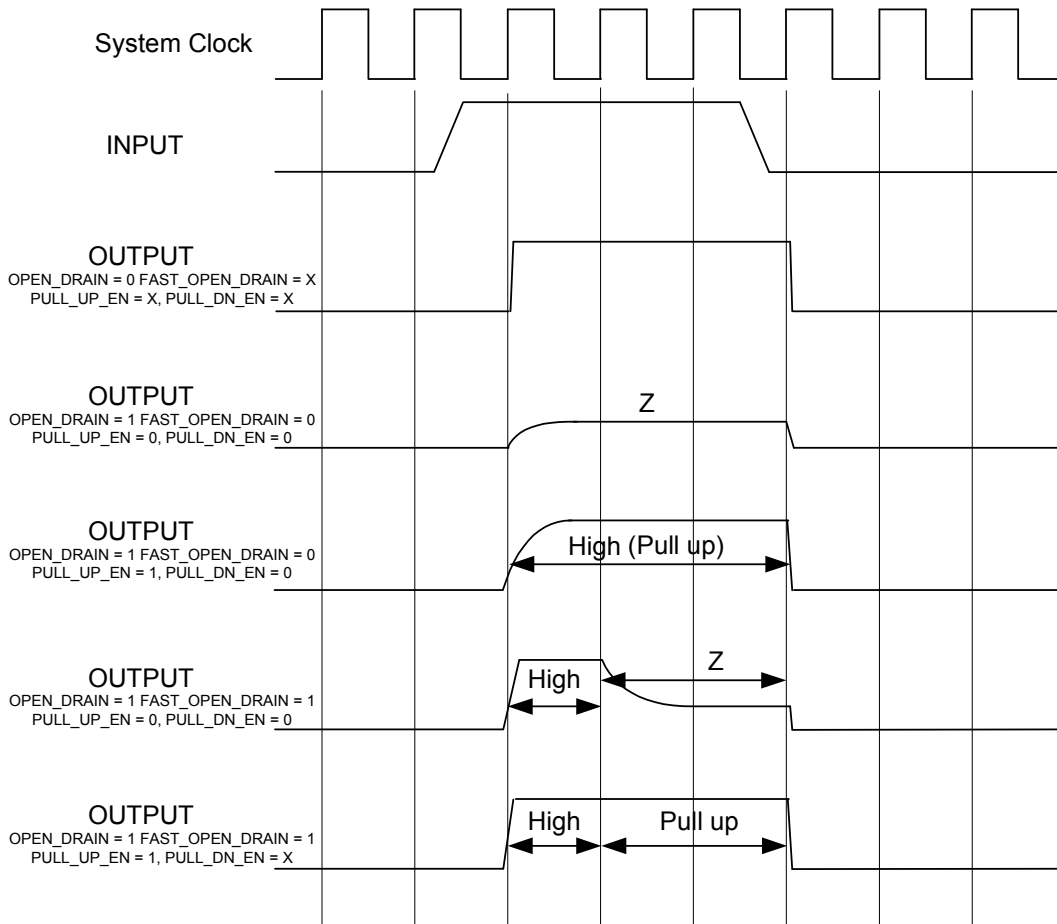 System Clock
INPUT
OUTPUT
OPEN_DRAIN = 0 FAST_OPEN_DRAIN = X
PULL_UP_EN = X, PULL_DN_EN = X
OUTPUT
OPEN_DRAIN = 1 FAST_OPEN_DRAIN = 0
PULL_UP_EN = 0, PULL_DN_EN = 0
Z
OUTPUT
OPEN_DRAIN = 1 FAST_OPEN_DRAIN = 0
PULL_UP_EN = 1, PULL_DN_EN = 0
High (Pull up)
OUTPUT
OPEN_DRAIN = 1 FAST_OPEN_DRAIN = 1
PULL_UP_EN = 0, PULL_DN_EN = 0
High
Z
OUTPUT
OPEN_DRAIN = 1 FAST_OPEN_DRAIN = 1
PULL_UP_EN = 1, PULL_DN_EN = X
High
Pull up